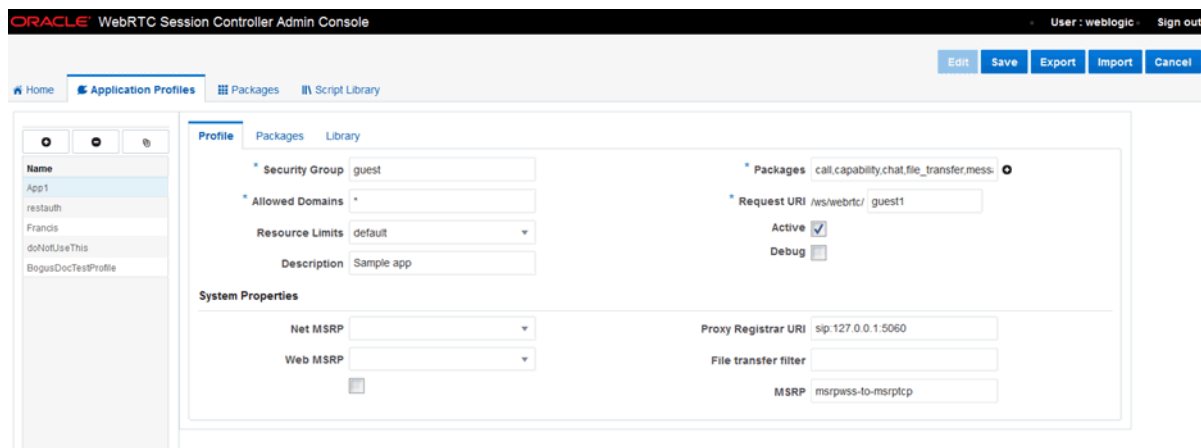 ORACLE WebRTC Session Controller Admin Console User : weblogic Sign out
Edit Save Export Import Cancel
Home Application Profiles Packages Script Library
Profile Packages Library
Name
App1
restauth
Francis
doNotUseThis
BogusDocTestProfile
* Security Group guest
* Packages call,capability,chat,file_transfer,mess
* Allowed Domains *
* Request URI /ws/webrtc/ guest1
Resource Limits default
Active
Debug
Description Sample app
System Properties
Net MSRP
Proxy Registrar URI sip:127.0.0.1:5060
Web MSRP
File transfer filter
MSRP msrpwss-to-msrptcp